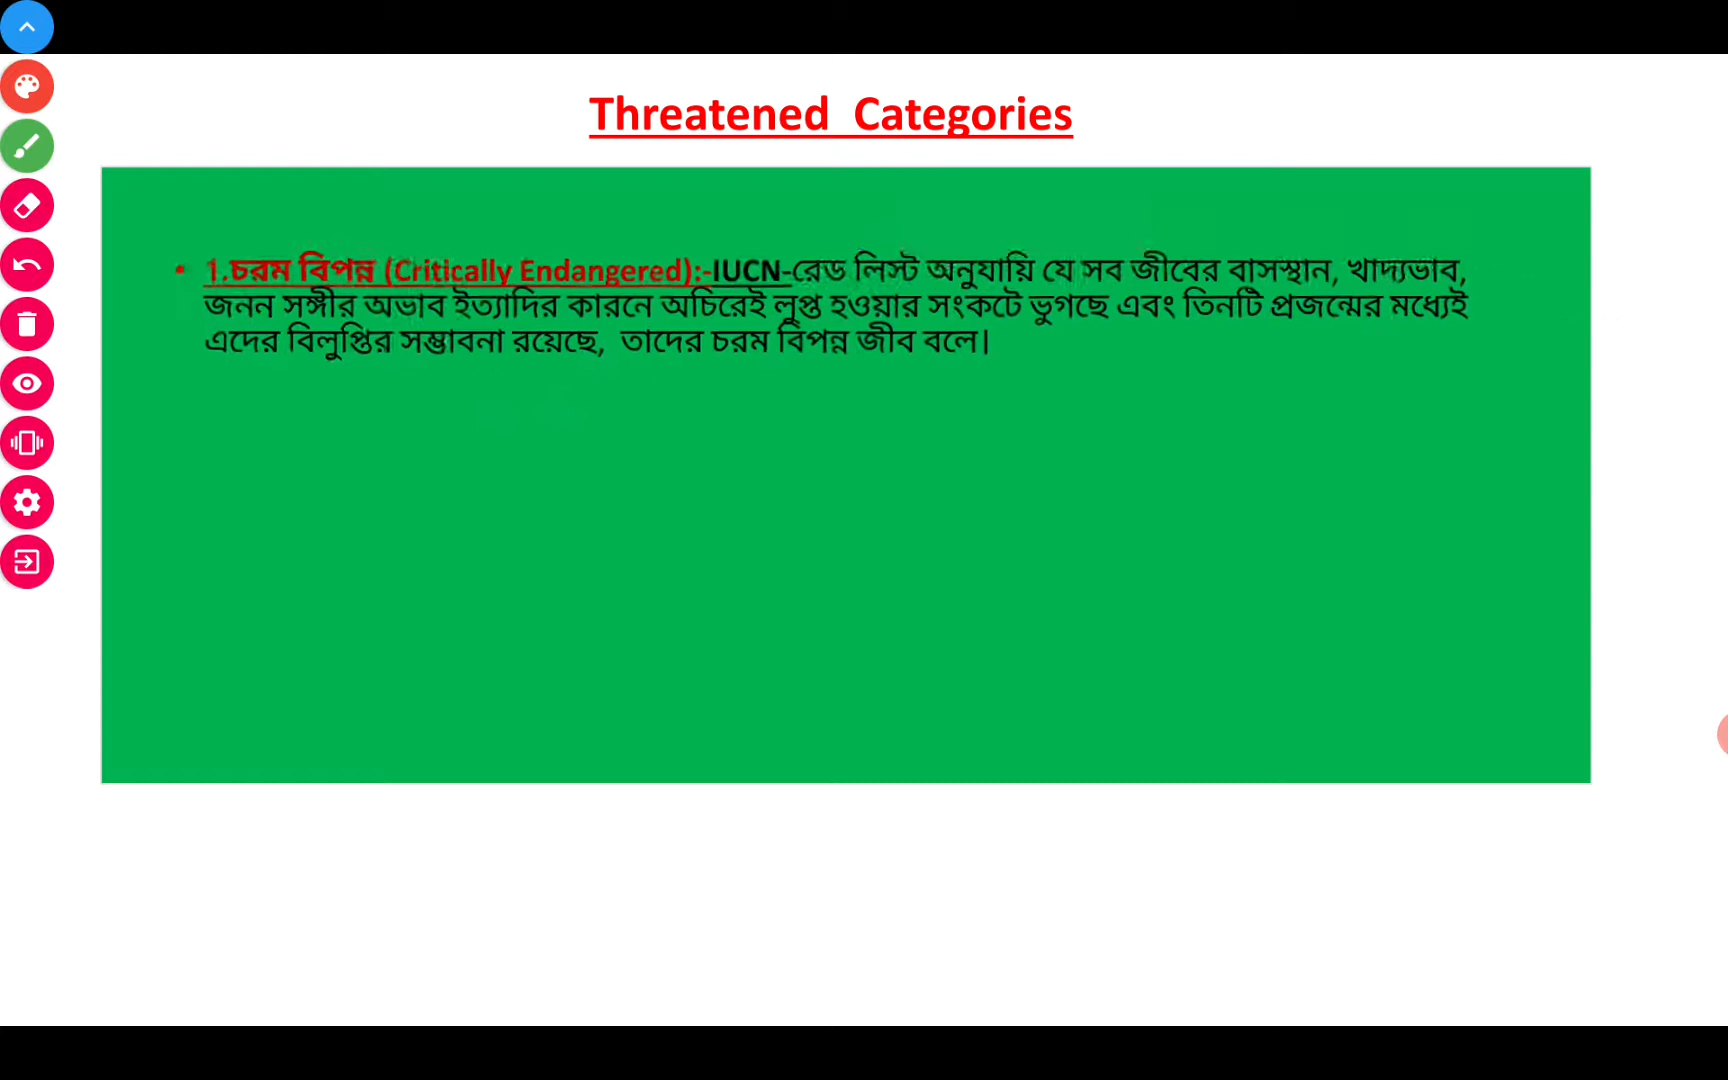 Threatened Categories
• 1.চরম বিপন্ন (Critically Endangered):-IUCN-রেড লিস্ট অনুযায়ি যে সব জীবের বাসস্থান, খাদ্যভাব,
জনন সঙ্গীর অভাব ইত্যাদির কারনে অচিরেই লুপ্ত হওয়ার সংকটে ভুগছে এবং তিনটি প্রজন্মের মধ্যেই
এদের বিলুপ্তির সম্ভাবনা রয়েছে, তাদের চরম বিপন্ন জীব বলে।